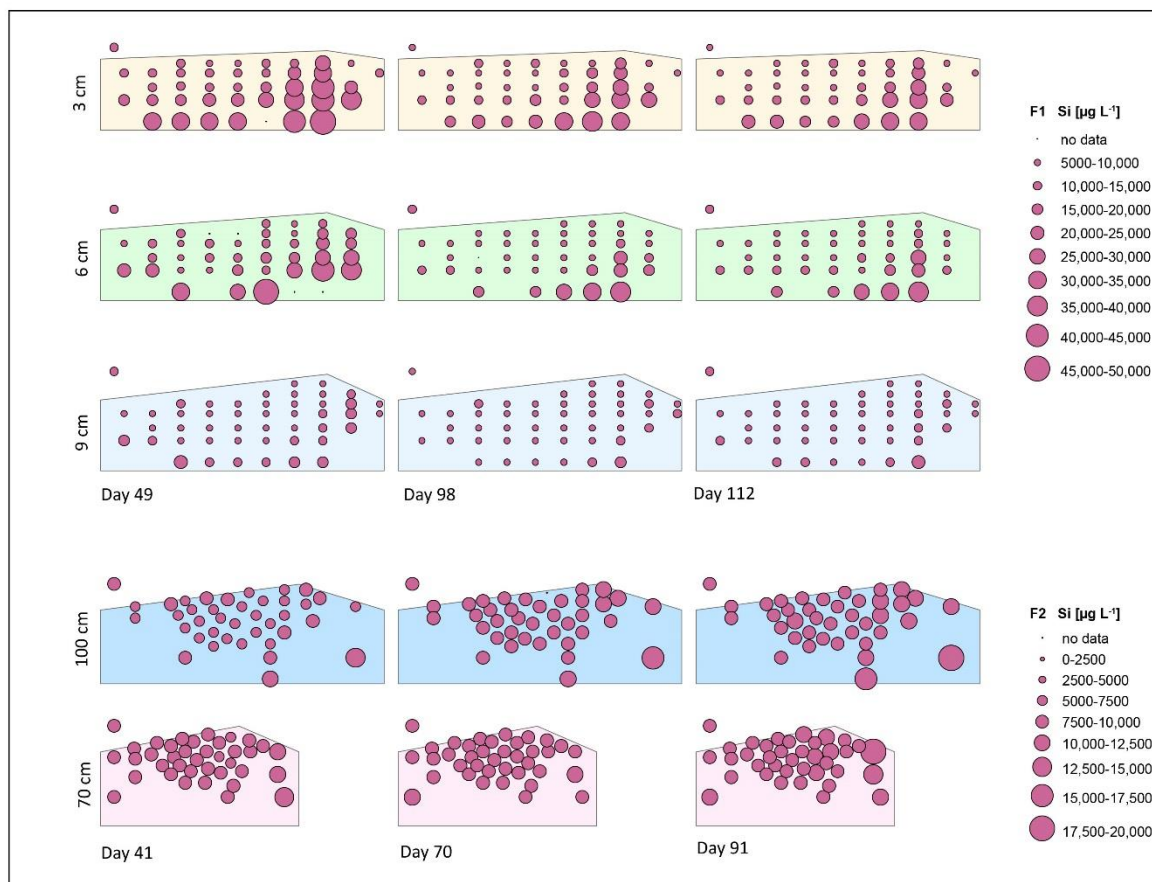 3 cm
F1 Si [µg L⁻¹]
no data
5000-10,000
10,000-15,000
15,000-20,000
20,000-25,000
25,000-30,000
30,000-35,000
35,000-40,000
40,000-45,000
45,000-50,000
6 cm
9 cm
Day 49
Day 98
Day 112
100 cm
F2 Si [µg L⁻¹]
no data
0-2500
2500-5000
5000-7500
7500-10,000
10,000-12,500
12,500-15,000
15,000-17,500
17,500-20,000
70 cm
Day 41
Day 70
Day 91